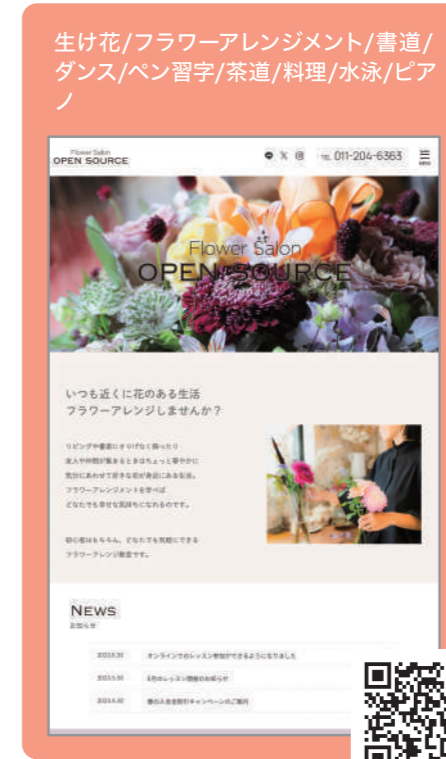 生け花/フラワーアレンジメント/書道/
ダンス/ペン習字/茶道/料理/水泳/ピア
ノ
Flower Salon
OPEN SOURCE
TEL 011-204-6363
MENU
Flower Salon
OPEN SOURCE
いつも近くに花のある生活
フラワーアレンジしませんか？
リビングや書斎にさりげなく飾ったり
友人や仲間が集まるときはちょっと華やかに
気分にあわせて好きな花が身近にある生活。
フラワーアレンジメントを学べば
どなたでも幸せな気持ちになれるのです。
初心者はもちろん、どなたでも気軽にできる
フラワーアレンジ教室です。
NEWS
お知らせ
2023.6.30 オンラインでのレッスン参加ができるようになりました
2023.5.30 6月のレッスン開催のお知らせ
春の入会金割引キャンペーンのご案内